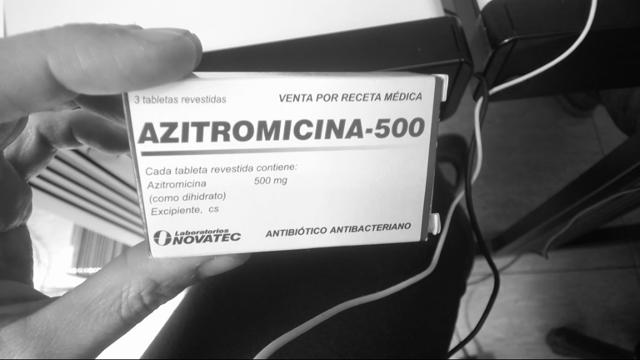 3 tabletas revestidas
VENTA POR RECETA MÉDICA
AZITROMICINA-500
Cada tableta revestida contiene:
Azitromicina 500 mg
(como dihidrato)
Excipiente, cs
Laboratorios
NOVATEC
ANTIBIÓTICO ANTIBACTERIANO